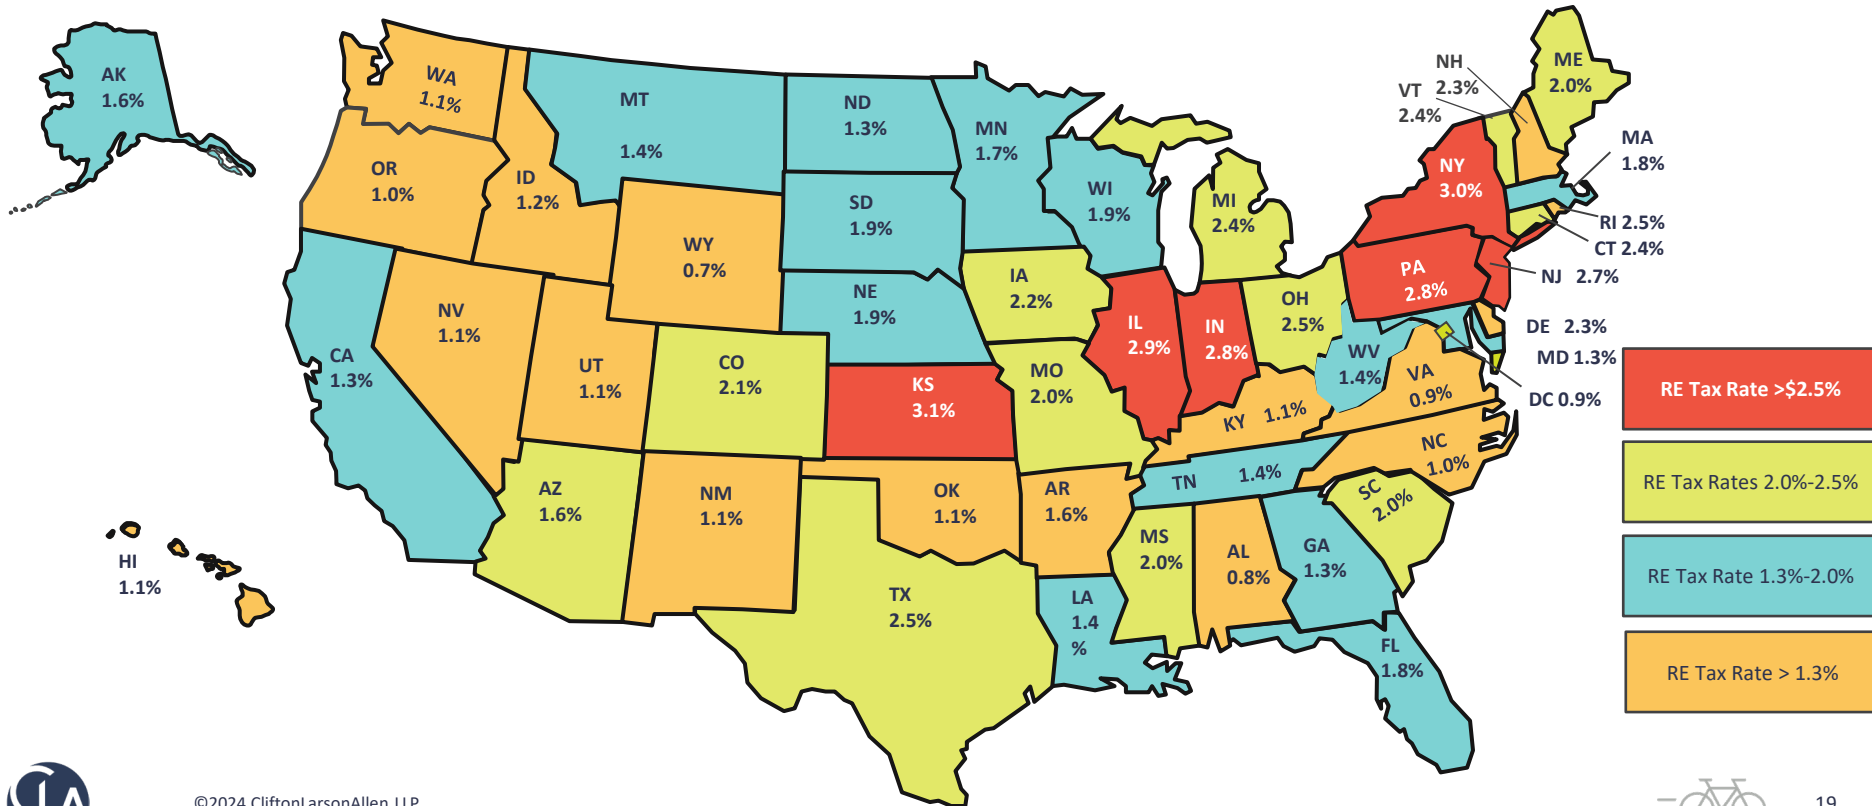 AK
1.6%
WA
1.1%
MT
1.4%
ND
1.3%
MN
1.7%
NH
2.3%
VT
2.4%
ME
2.0%
MA
1.8%
OR
1.0%
ID
1.2%
SD
1.9%
WI
1.9%
MI
2.4%
NY
3.0%
RI 2.5%
CT 2.4%
NJ 2.7%
WY
0.7%
IA
2.2%
NE
1.9%
PA
2.8%
OH
2.5%
IL
2.9%
IN
2.8%
DE 2.3%
MD 1.3%
DC 0.9%
NV
1.1%
CA
1.3%
UT
1.1%
CO
2.1%
KS
3.1%
MO
2.0%
WV
1.4%
VA
0.9%
KY 1.1%
NC
1.0%
TN 1.4%
AZ
1.6%
NM
1.1%
OK
1.1%
AR
1.6%
SC
2.0%
MS
2.0%
AL
0.8%
GA
1.3%
HI
1.1%
TX
2.5%
LA
1.4
%
FL
1.8%
RE Tax Rate >$2.5%
RE Tax Rates 2.0%-2.5%
RE Tax Rate 1.3%-2.0%
RE Tax Rate > 1.3%
©2024 CliftonLarsonAllen LLP
19